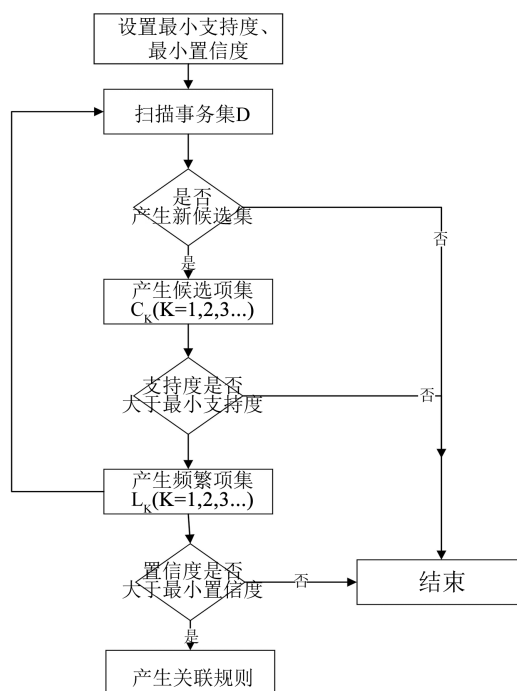 设置最小支持度、
最小置信度
扫描事务集D
是否
产生新候选集
否
是
产生候选项集
C_K(K=1,2,3...)
支持度是否
大于最小支持度
否
产生频繁项集
L_K(K=1,2,3...)
置信度是否
大于最小置信度
否
结束
是
产生关联规则